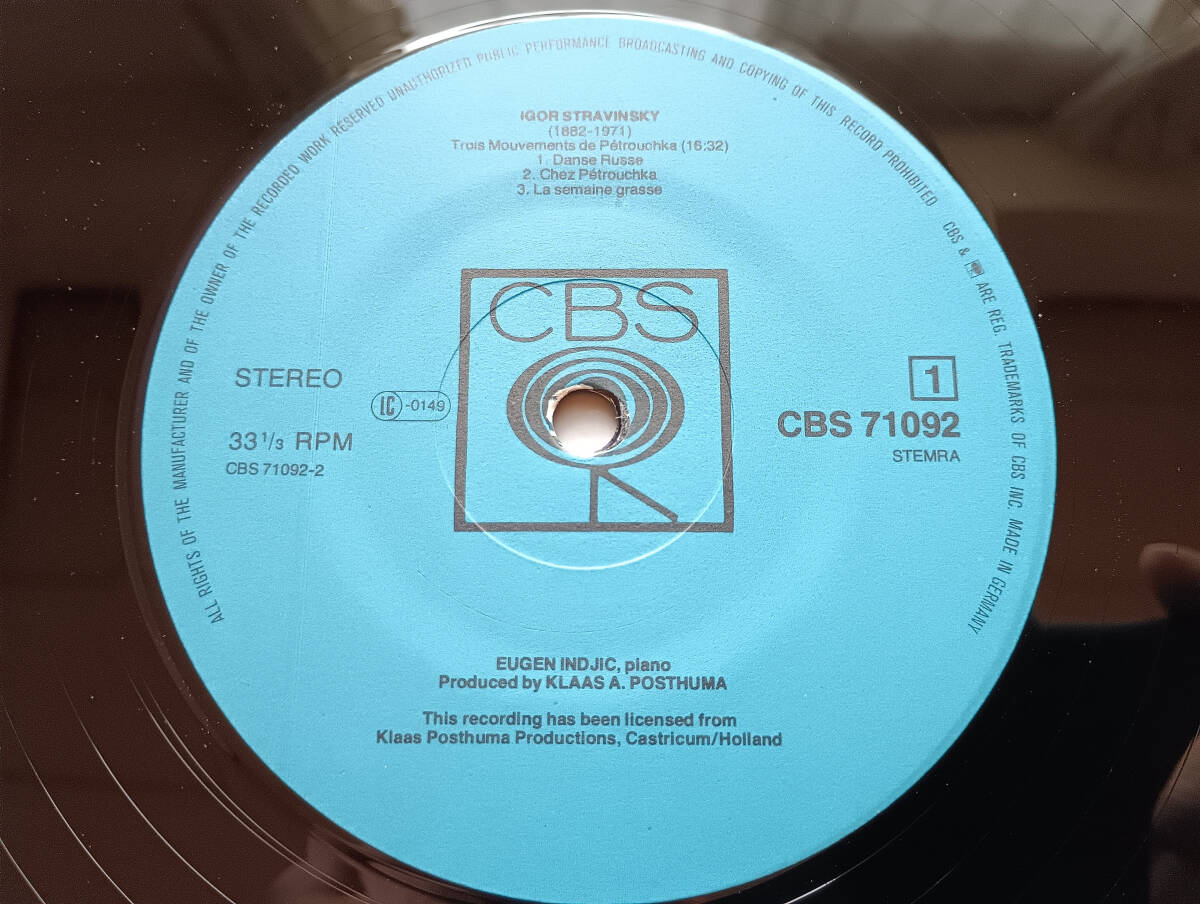 ALL RIGHTS OF THE MANUFACTURER AND OF THE OWNER OF THE RECORDED WORK RESERVED UNAUTHORIZED PUBLIC PERFORMANCE BROADCASTING AND COPYING OF THIS RECORD PROHIBITED CBS & ARE REG. TRADEMARKS OF CBS INC. MADE IN GERMANY
IGOR STRAVINSKY
(1882-1971)
Trois Mouvements de Pétrouchka (16:32)
1. Danse Russe
2. Chez Pétrouchka
3. La semaine grasse
CBS
STEREO
LC-0149
33 1/3 RPM
CBS 71092-2
1
CBS 71092
STEMRA
EUGEN INDJIC, piano
Produced by KLAAS A. POSTHUMA
This recording has been licensed from
Klaas Posthuma Productions, Castricum/Holland